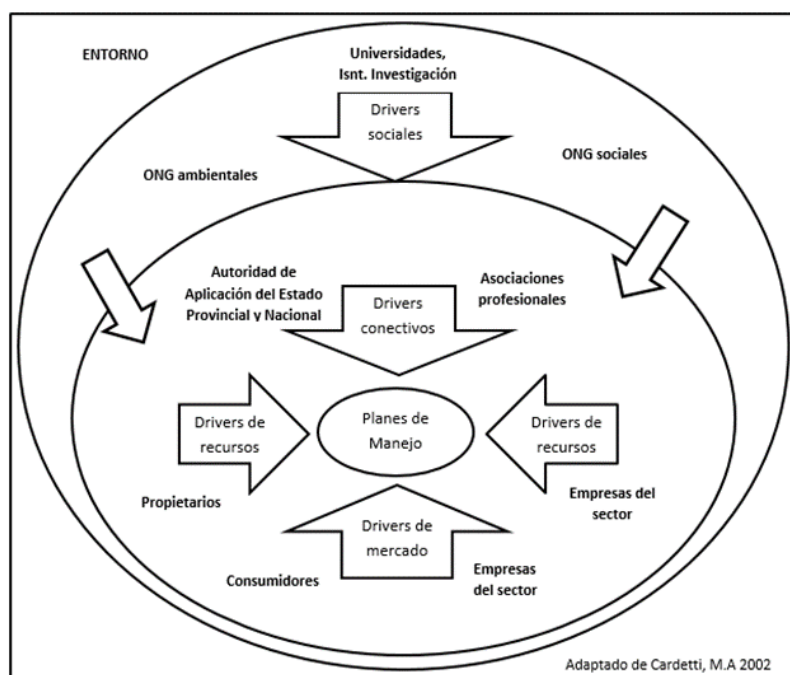 ENTORNO
Universidades,
Isnt. Investigación
Drivers
sociales
ONG sociales
ONG ambientales
Autoridad de
Aplicación del Estado
Provincial y Nacional
Asociaciones
profesionales
Drivers
conectivos
Drivers de
recursos
Planes de
Manejo
Drivers de
recursos
Propietarios
Empresas del
sector
Drivers de
mercado
Consumidores
Empresas
del sector
Adaptado de Cardetti, M.A 2002